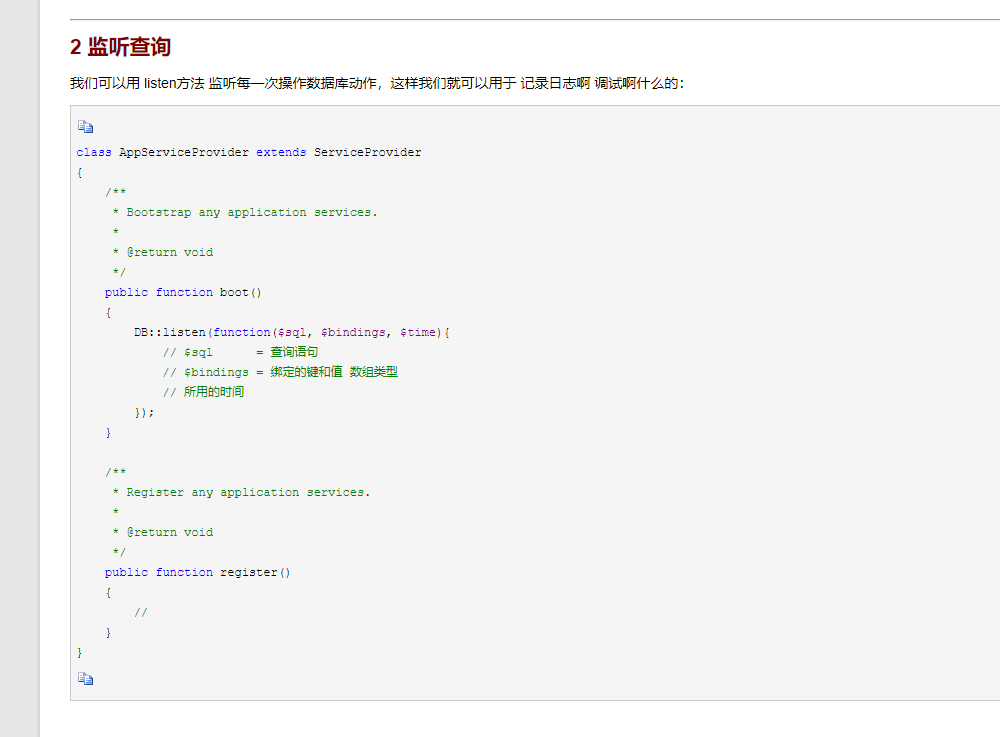 2 监听查询
我们可以用 listen方法 监听每一次操作数据库动作，这样我们就可以用于 记录日志啊 调试啊什么的：
class AppServiceProvider extends ServiceProvider
{
    /**
     * Bootstrap any application services.
     *
     * @return void
     */
    public function boot()
    {
        DB::listen(function($sql, $bindings, $time){
            // $sql      = 查询语句
            // $bindings = 绑定的键和值 数组类型
            // 所用的时间
        });
    }

    /**
     * Register any application services.
     *
     * @return void
     */
    public function register()
    {
        //
    }
}